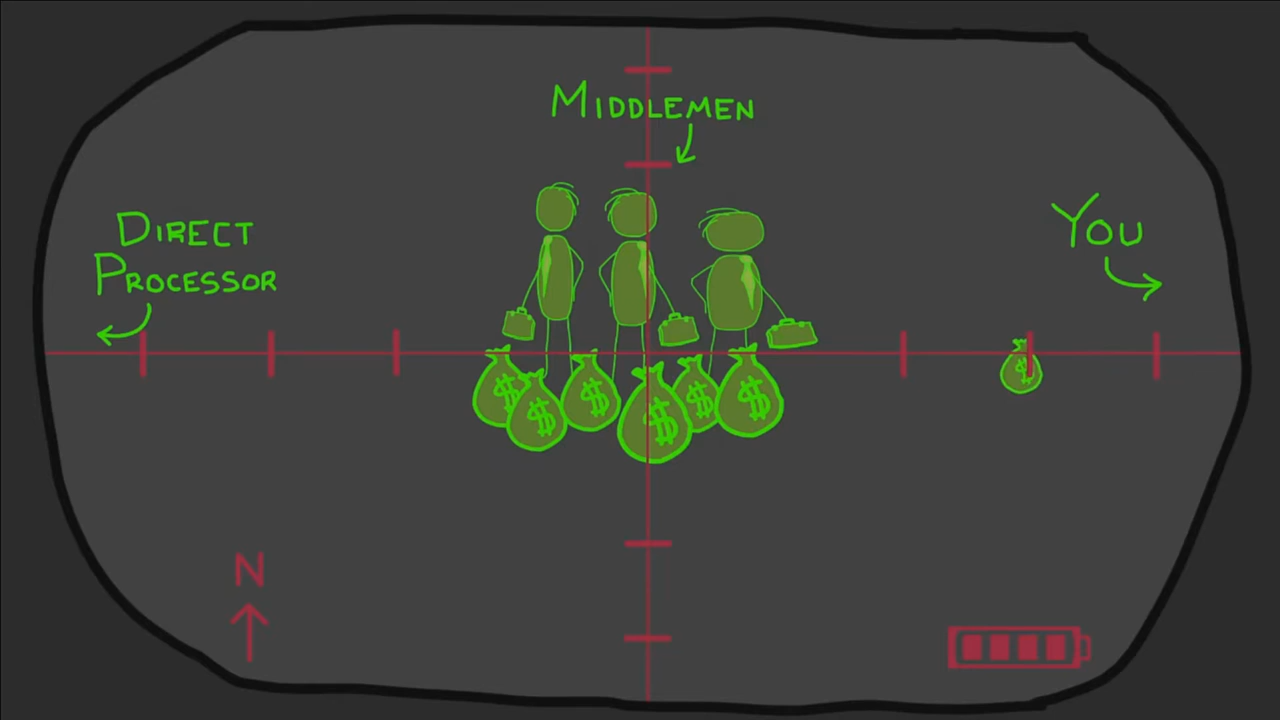 MIDDLEMEN
DIRECT
PROCESSOR
YOU
$ $ $ $ $ $ $
N